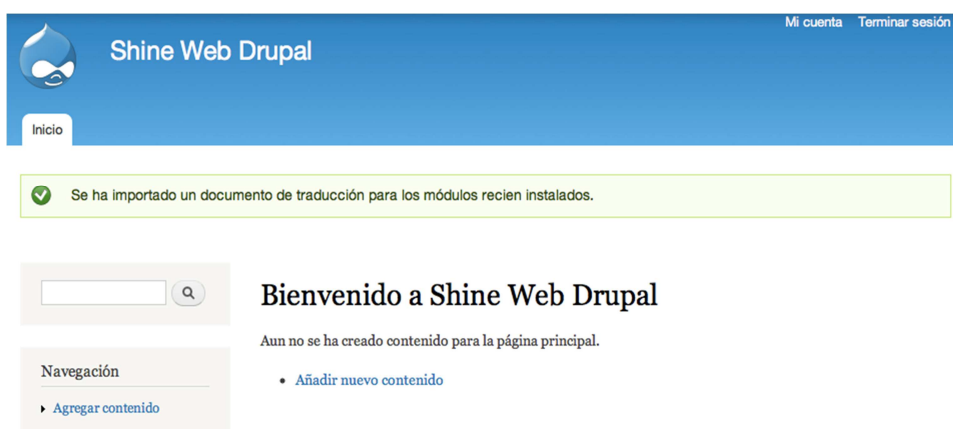 Mi cuenta Terminar sesión
Shine Web Drupal
Inicio
Se ha importado un documento de traducción para los módulos recien instalados.
Bienvenido a Shine Web Drupal
Aun no se ha creado contenido para la página principal.
Añadir nuevo contenido
Navegación
Agregar contenido